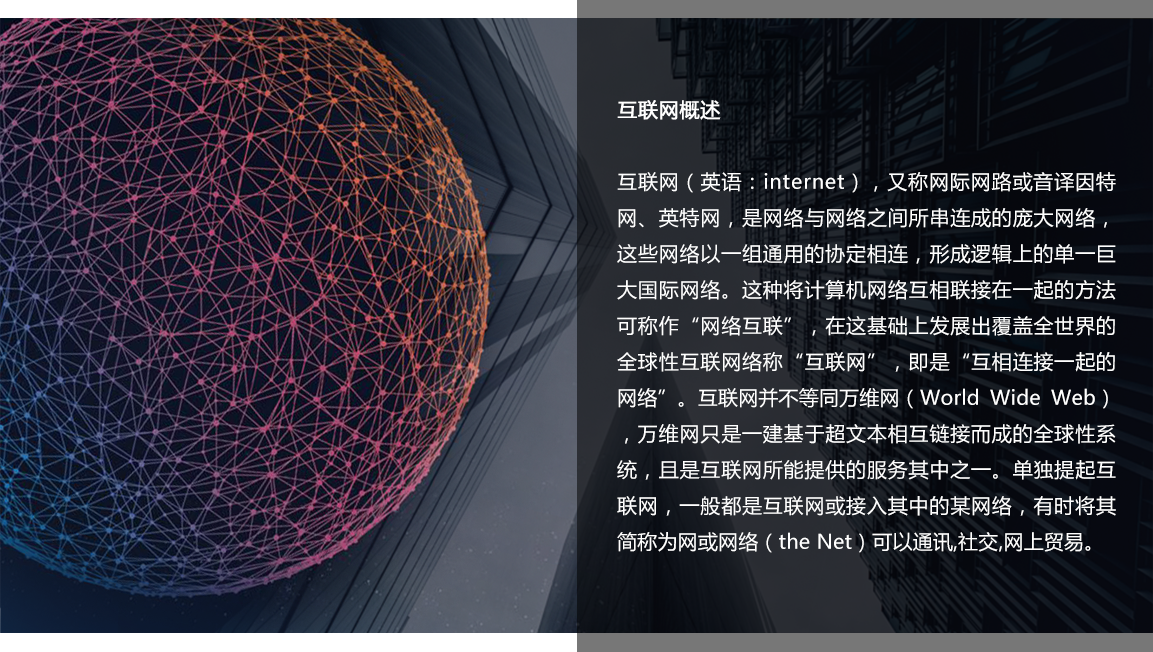 互联网概述
互联网（英语：internet），又称网际网路或音译因特
网、英特网，是网络与网络之间所串连成的庞大网络，
这些网络以一组通用的协定相连，形成逻辑上的单一巨
大国际网络。这种将计算机网络互相联接在一起的方法
可称作“网络互联”，在这基础上发展出覆盖全世界的
全球性互联网络称“互联网”，即是“互相连接一起的
网络”。互联网并不等同万维网（World Wide Web）
，万维网只是一建基于超文本相互链接而成的全球性系
统，且是互联网所能提供的服务其中之一。单独提起互
联网，一般都是互联网或接入其中的某网络，有时将其
简称为网或网络（the Net）可以通讯,社交,网上贸易。